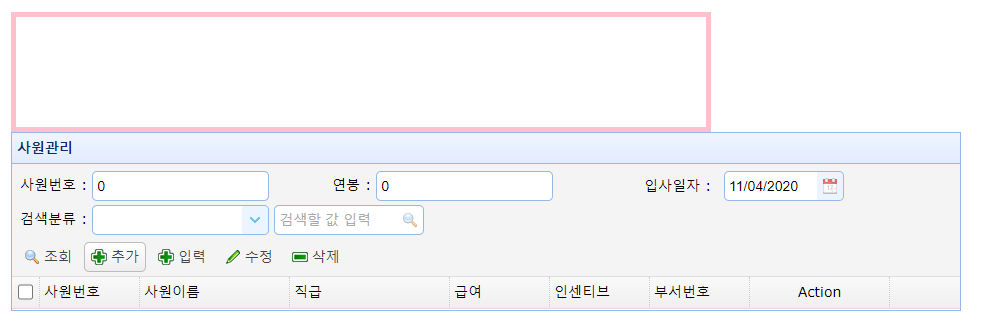 사원관리
사원번호 : 0 연봉 : 0 입사일자 : 11/04/2020
검색분류 : 검색할 값 입력
조회 추가 입력 수정 삭제
사원번호 사원이름 직급 급여 인센티브 부서번호 Action